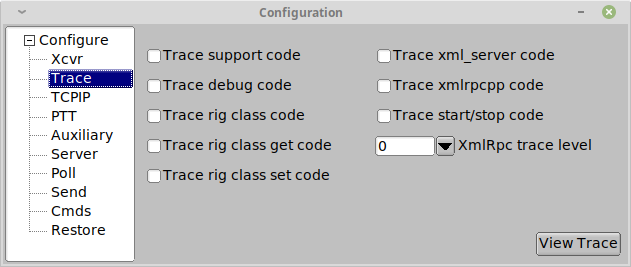 Configuration
Configure
Xcvr
Trace
TCPIP
PTT
Auxiliary
Server
Poll
Send
Cmds
Restore
Trace support code
Trace debug code
Trace rig class code
Trace rig class get code
Trace rig class set code
Trace xml_server code
Trace xmlrpcpp code
Trace start/stop code
0 XmlRpc trace level
View Trace